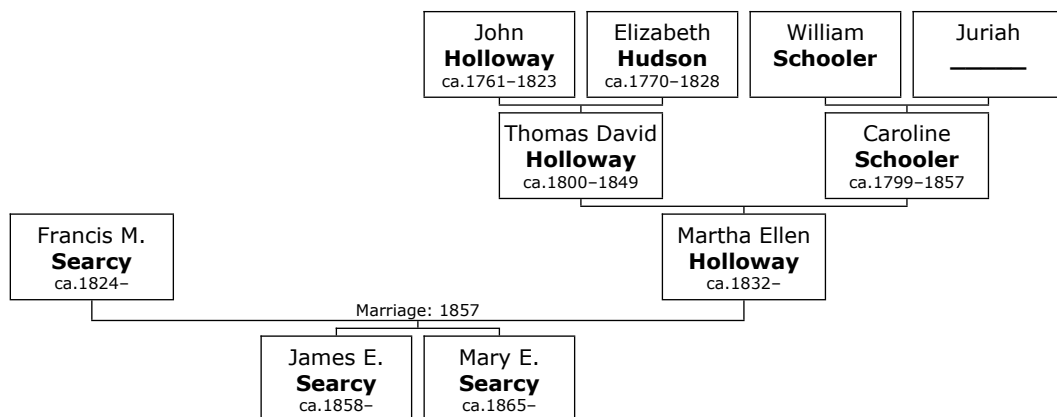 John
Holloway
ca.1761–1823
Elizabeth
Hudson
ca.1770–1828
William
Schooler
Juriah
_______
Thomas David
Holloway
ca.1800–1849
Caroline
Schooler
ca.1799–1857
Francis M.
Searcy
ca.1824–
Martha Ellen
Holloway
ca.1832–
Marriage: 1857
James E.
Searcy
ca.1858–
Mary E.
Searcy
ca.1865–